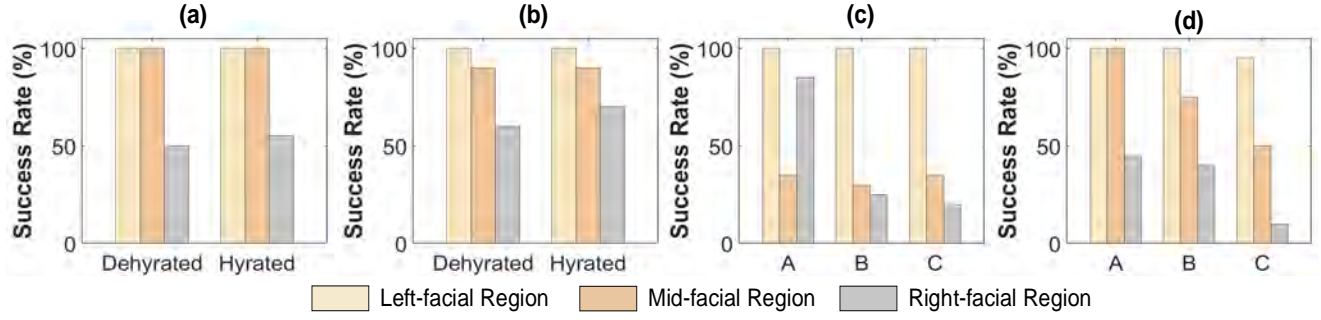 (a) (b) (c) (d)
Success Rate (%) 100 50 0 Dehyrated Hyrated
Success Rate (%) 100 50 0 Dehyrated Hyrated
Success Rate (%) 100 50 0 A B C
Success Rate (%) 100 50 0 A B C
Left-facial Region Mid-facial Region Right-facial Region